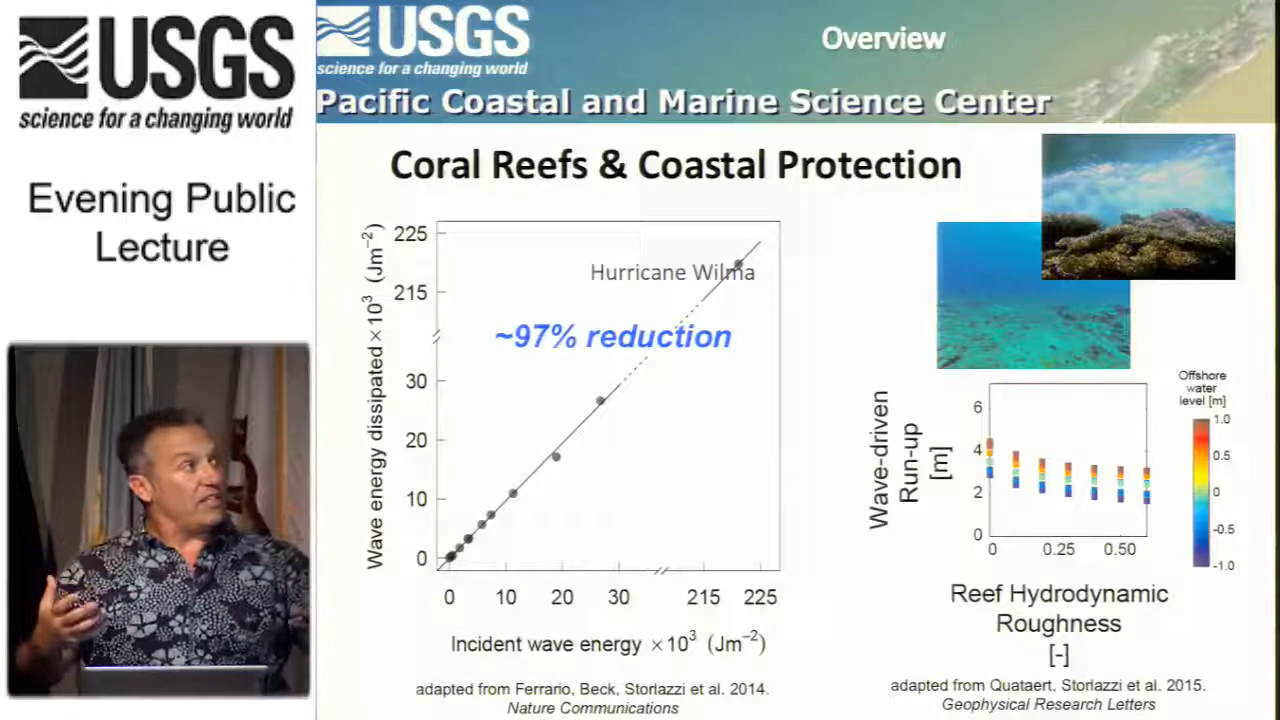 USGS
science for a changing world
Evening Public
Lecture
USGS
science for a changing world
Overview
Pacific Coastal and Marine Science Center
Coral Reefs & Coastal Protection
Wave energy dissipated ×10³ (Jm⁻²)
225
215
30
20
10
0
Hurricane Wilma
~97% reduction
0 10 20 30 215 225
Incident wave energy ×10³ (Jm⁻²)
adapted from Ferrario, Beck, Storlazzi et al. 2014.
Nature Communications
Wave-driven
Run-up
[m]
6
4
2
0
0 0.25 0.50
Offshore
water
level [m]
1.0
0.5
0
-0.5
-1.0
Reef Hydrodynamic
Roughness
[-]
adapted from Quataert, Storlazzi et al. 2015.
Geophysical Research Letters